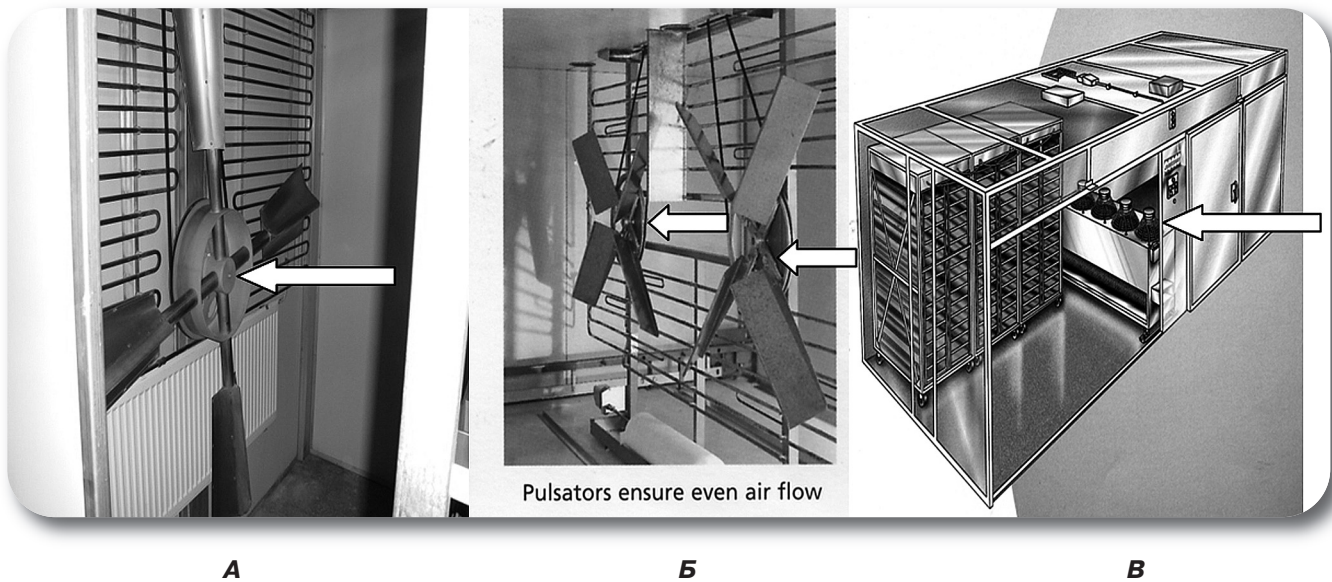 Pulsators ensure even air flow
А
Б
В